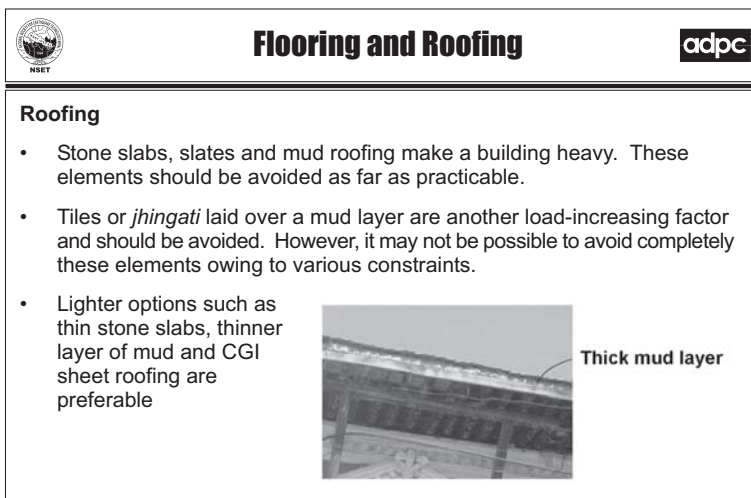 Flooring and Roofing
NSET
adpc
Roofing
• Stone slabs, slates and mud roofing make a building heavy. These
elements should be avoided as far as practicable.
• Tiles or jhingati laid over a mud layer are another load-increasing factor
and should be avoided. However, it may not be possible to avoid completely
these elements owing to various constraints.
• Lighter options such as
thin stone slabs, thinner
layer of mud and CGI
sheet roofing are
preferable
Thick mud layer